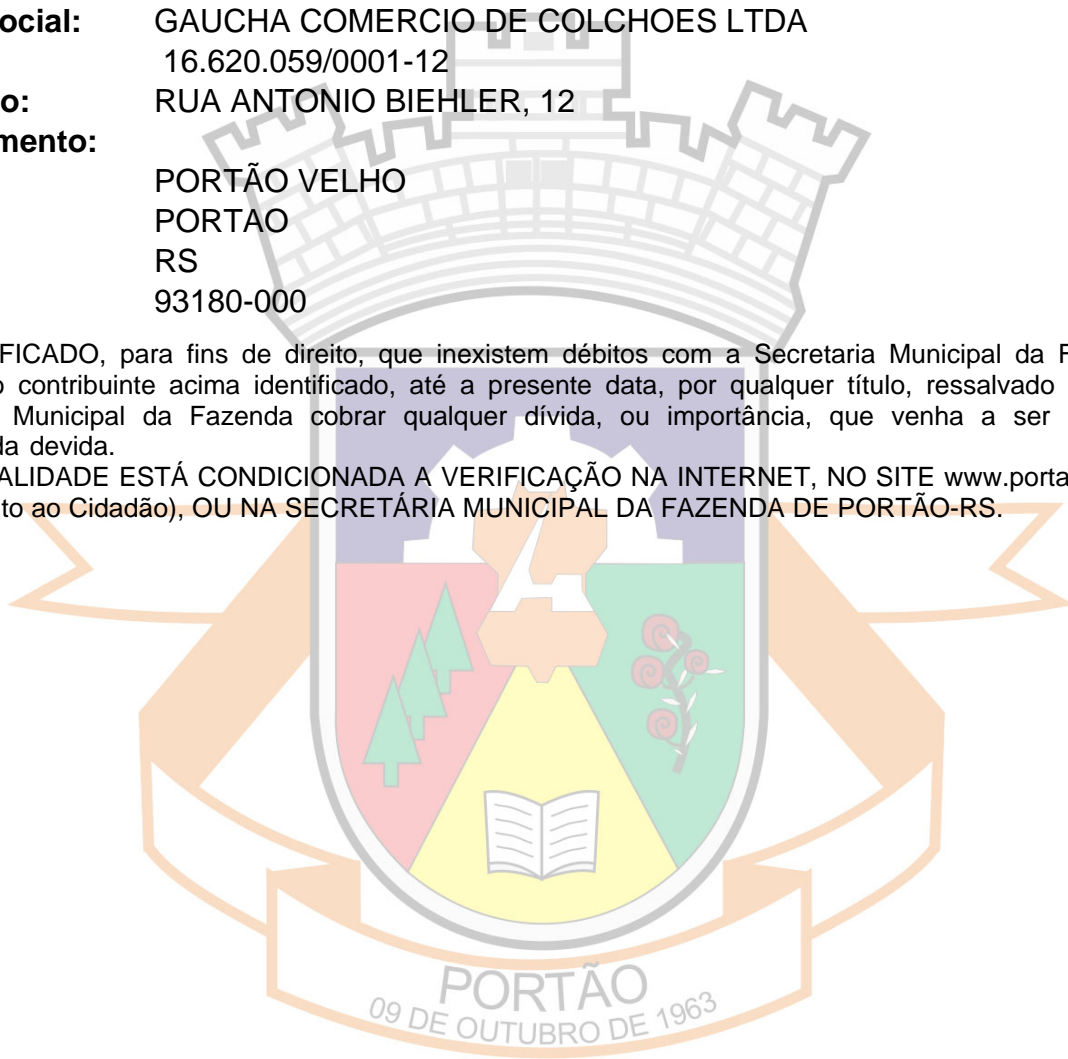 ocial: GAUCHA COMERCIO DE COLCHOES LTDA
16.620.059/0001-12
o: RUA ANTONIO BIEHLER, 12
mento:
PORTÃO VELHO
PORTAO
RS
93180-000
FICADO, para fins de direito, que inexistem débitos com a Secretaria Municipal da F
o contribuinte acima identificado, até a presente data, por qualquer título, ressalvado
Municipal da Fazenda cobrar qualquer dívida, ou importância, que venha a ser
da devida.
ALIDADE ESTÁ CONDICIONADA A VERIFICAÇÃO NA INTERNET, NO SITE www.porta
to ao Cidadão), OU NA SECRETÁRIA MUNICIPAL DA FAZENDA DE PORTÃO-RS.
PORTÃO
09 DE OUTUBRO DE 1963